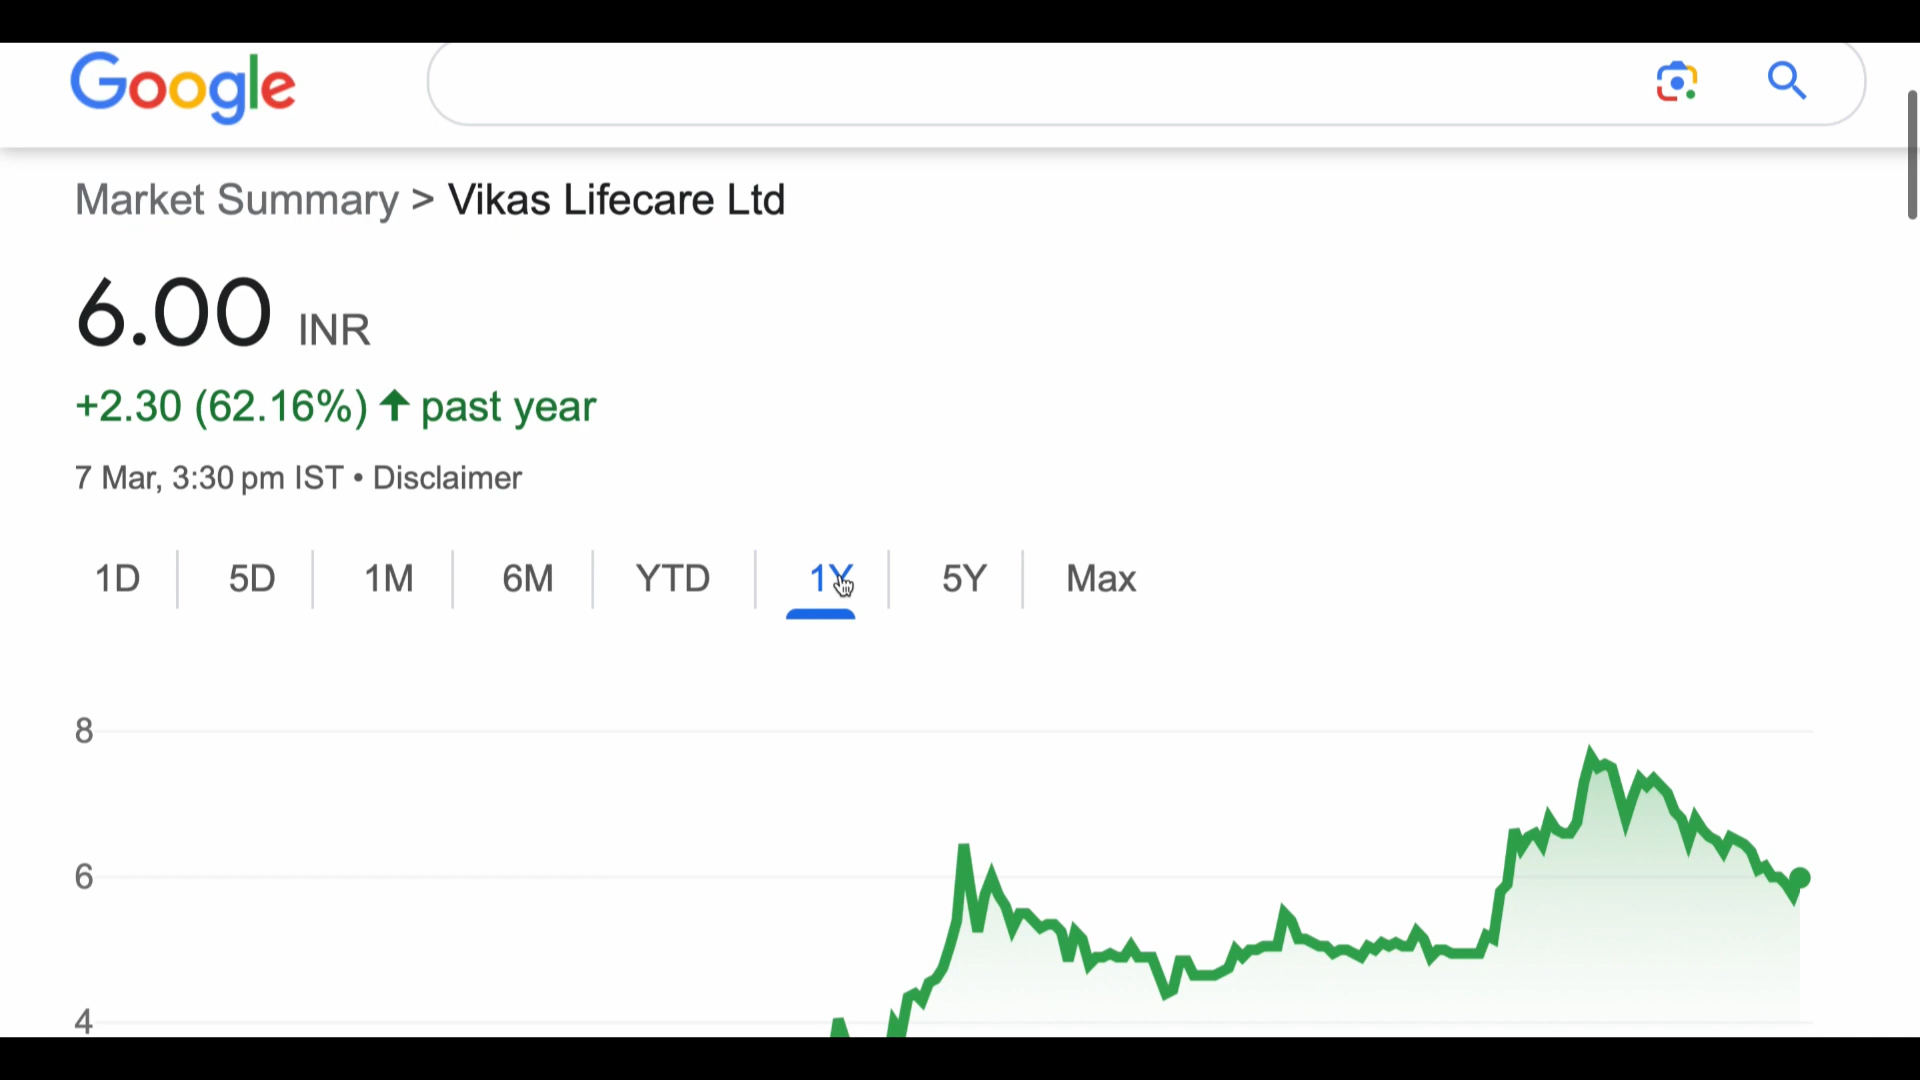 Google
Market Summary > Vikas Lifecare Ltd
6.00 INR
+2.30 (62.16%) ↑ past year
7 Mar, 3:30 pm IST • Disclaimer
1D 5D 1M 6M YTD 1Y 5Y Max
8
6
4